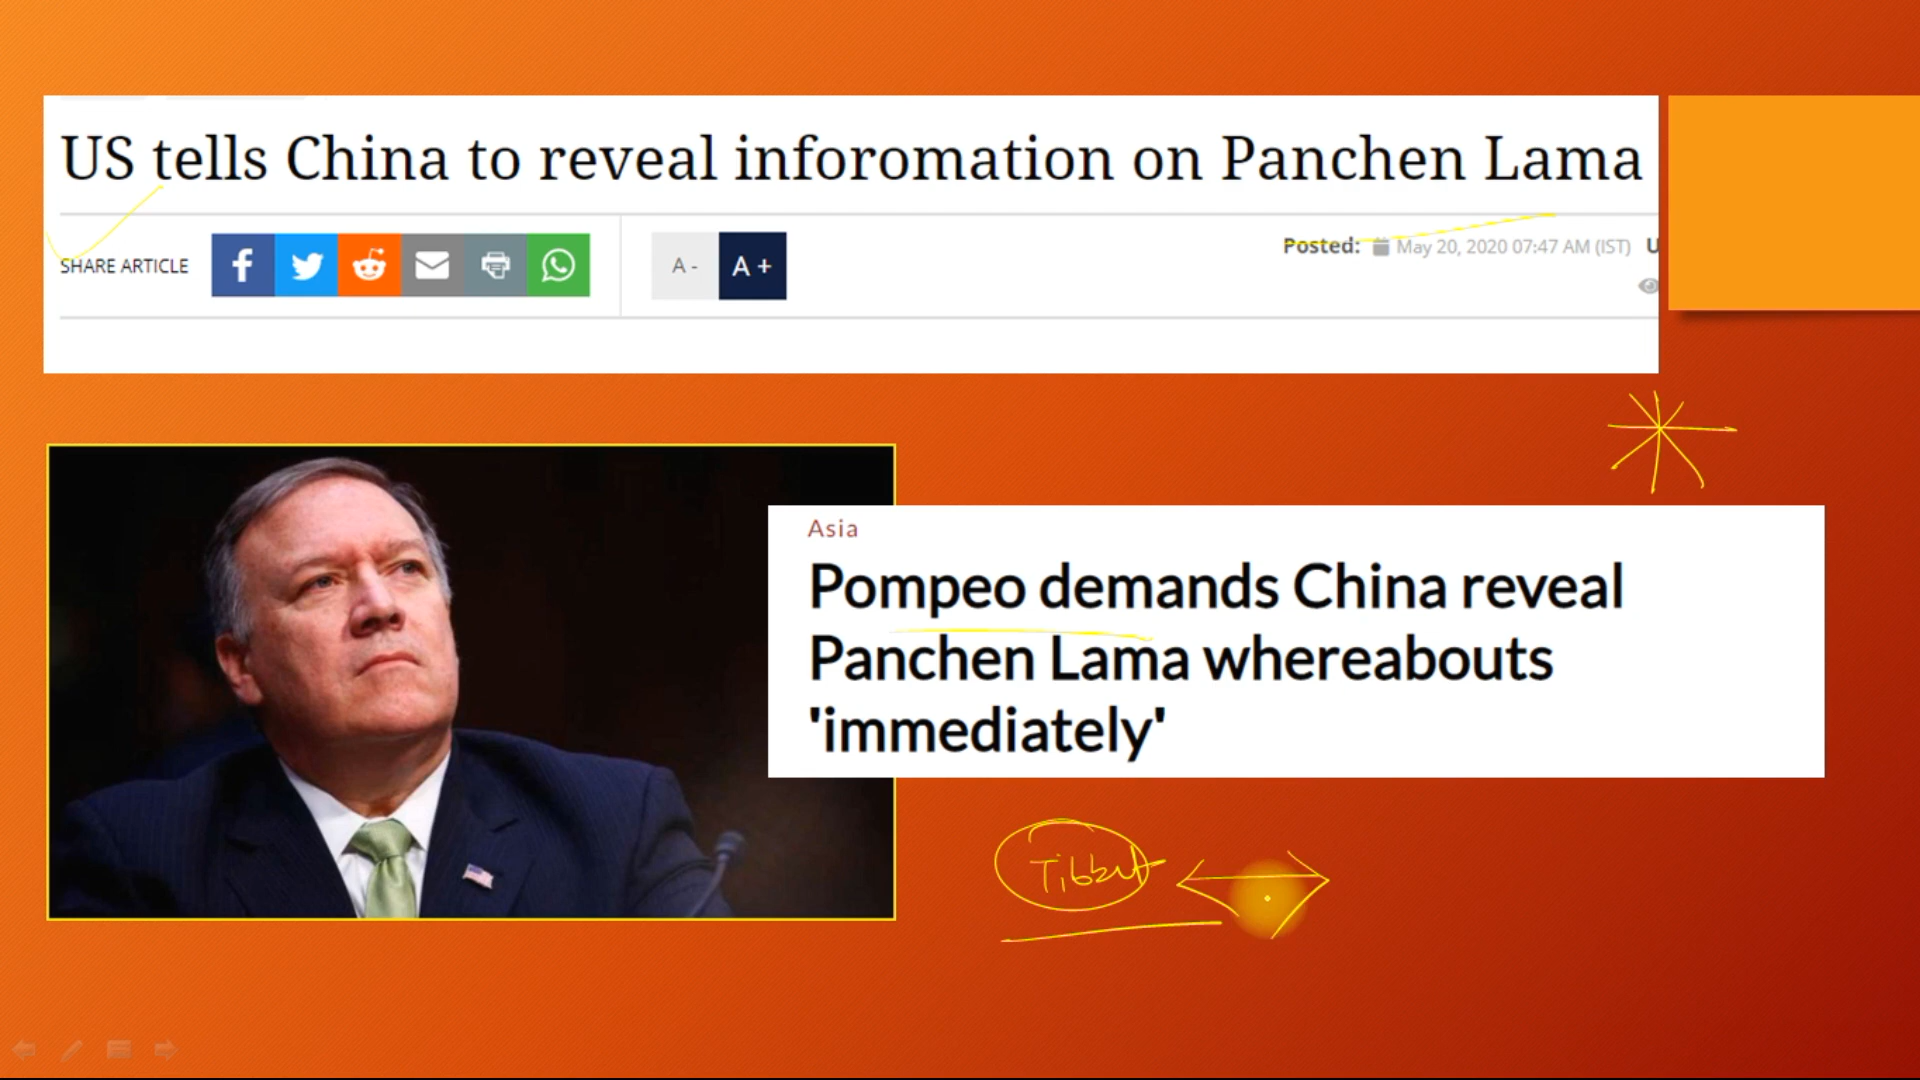 US tells China to reveal inforomation on Panchen Lama
SHARE ARTICLE
A - A +
Posted: May 20, 2020 07:47 AM (IST) U
Asia
Pompeo demands China reveal
Panchen Lama whereabouts
'immediately'